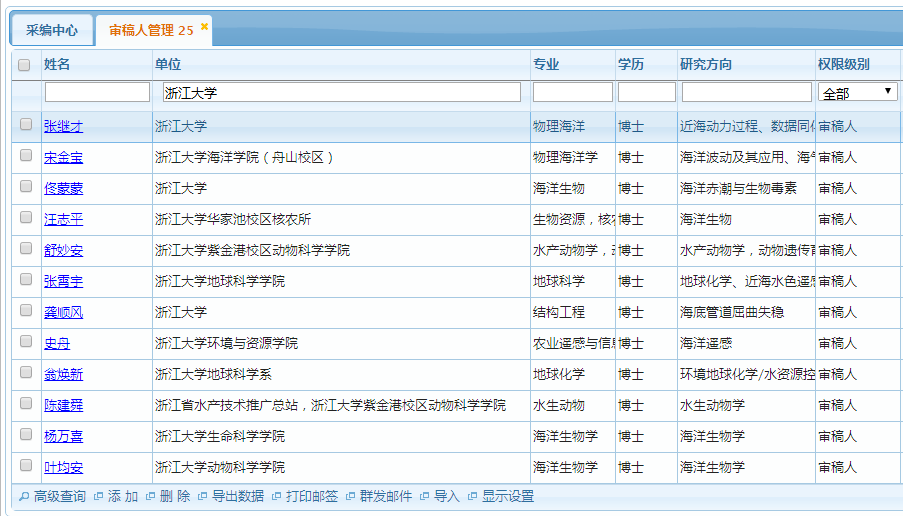 采编中心 审稿人管理 25
姓名 单位 专业 学历 研究方向 权限级别
浙江大学 全部
张继才 浙江大学 物理海洋 博士 近海动力过程、数据同化 审稿人
宋金宝 浙江大学海洋学院（舟山校区） 物理海洋学 博士 海洋波动及其应用、海气 审稿人
佟蒙蒙 浙江大学 海洋生物 博士 海洋赤潮与生物毒素 审稿人
汪志平 浙江大学华家池校区核农所 生物资源，核农 博士 海洋生物 审稿人
舒妙安 浙江大学紫金港校区动物科学学院 水产动物学， 博士 水产动物学，动物遗传育 审稿人
张霄宇 浙江大学地球科学学院 地球科学 博士 地球化学、近海水色遥感 审稿人
龚顺风 浙江大学 结构工程 博士 海底管道屈曲失稳 审稿人
史舟 浙江大学环境与资源学院 农业遥感与信息 博士 海洋遥感 审稿人
翁焕新 浙江大学地球科学系 地球化学 博士 环境地球化学/水资源控 审稿人
陈建舜 浙江省水产技术推广总站，浙江大学紫金港校区动物科学学院 水生动物 博士 水生动物学 审稿人
杨万喜 浙江大学生命科学学院 海洋生物学 博士 海洋生物学 审稿人
叶均安 浙江大学动物科学学院 海洋生物学 博士 海洋生物学 审稿人
高级查询 添 加 删 除 导出数据 打印邮签 群发邮件 导入 显示设置